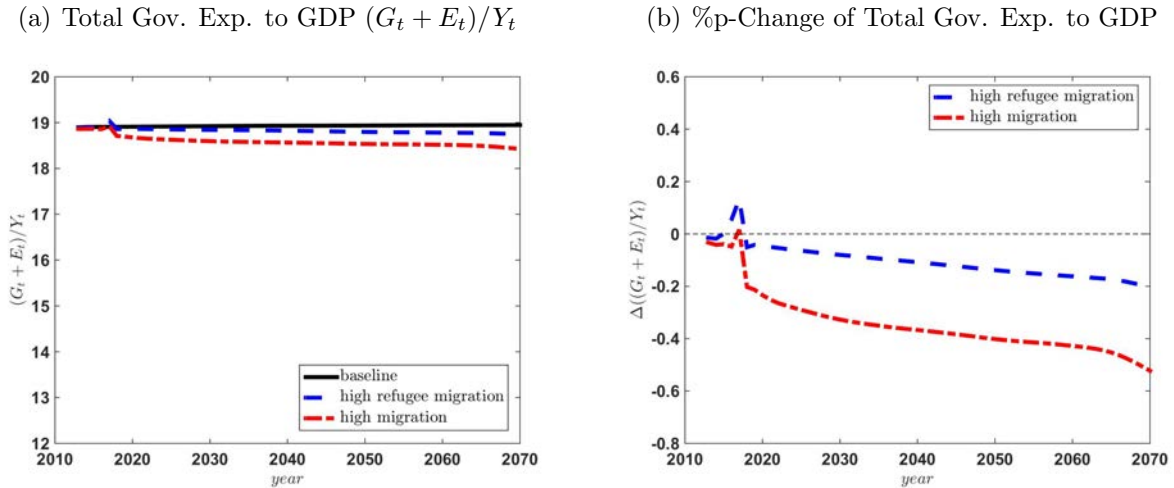 (a) Total Gov. Exp. to GDP (G_t + E_t)/Y_t
20
19
18
17
16
15
14
13
12
(G_t + E_t)/Y_t
baseline
high refugee migration
high migration
2010 2020 2030 2040 2050 2060 2070
year
(b) %p-Change of Total Gov. Exp. to GDP
0.6
0.4
0.2
0
-0.2
-0.4
-0.6
-0.8
Δ((G_t + E_t)/Y_t)
high refugee migration
high migration
2010 2020 2030 2040 2050 2060 2070
year